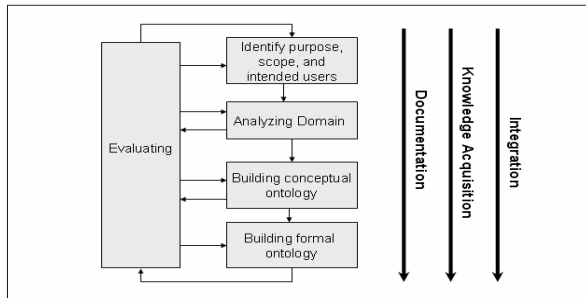 Identify purpose,
scope, and
intended users
Evaluating
Analyzing Domain
Building conceptual
ontology
Building formal
ontology
Documentation
Knowledge Acquisition
Integration